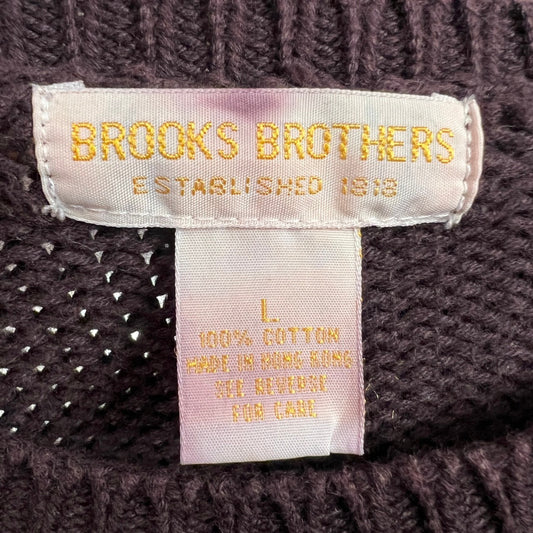 BROOKS BROTHERS
ESTABLISHED 1818
L
100% COTTON
MADE IN HONG KONG
SEE REVERSE
FOR CARE